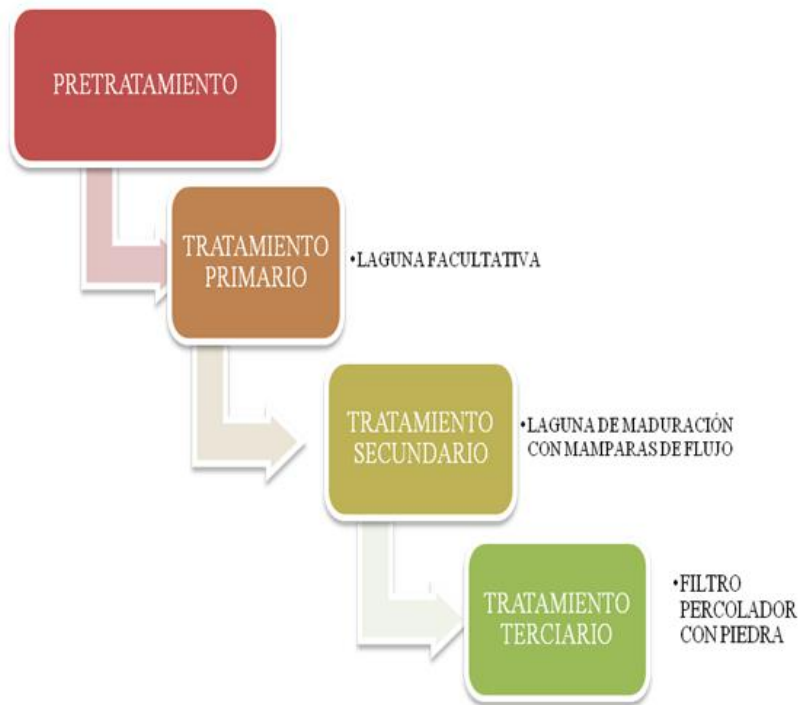 PRETRATAMIENTO
TRATAMIENTO
PRIMARIO
•LAGUNA FACULTATIVA
TRATAMIENTO
SECUNDARIO
•LAGUNA DE MADURACIÓN
CON MAMPARAS DE FLUJO
TRATAMIENTO
TERCIARIO
•FILTRO
PERCOLADOR
CON PIEDRA